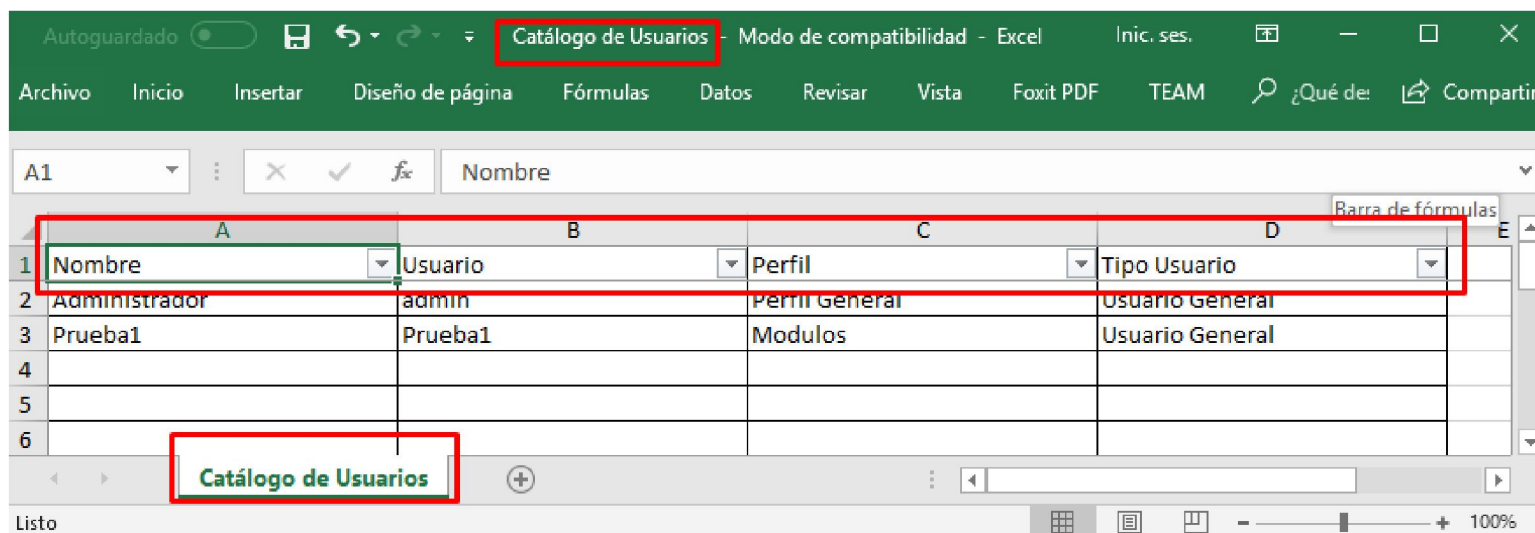 Autoguardado Catálogo de Usuarios - Modo de compatibilidad - Excel Inic. ses.
Archivo Inicio Insertar Diseño de página Fórmulas Datos Revisar Vista Foxit PDF TEAM ¿Qué de: Compartir
A1 fx Nombre
Barra de fórmulas
A B C D E
1 Nombre Usuario Perfil Tipo Usuario
2 Administrador admin Perfil General Usuario General
3 Prueba1 Prueba1 Modulos Usuario General
4
5
6
Catálogo de Usuarios
Listo 100%